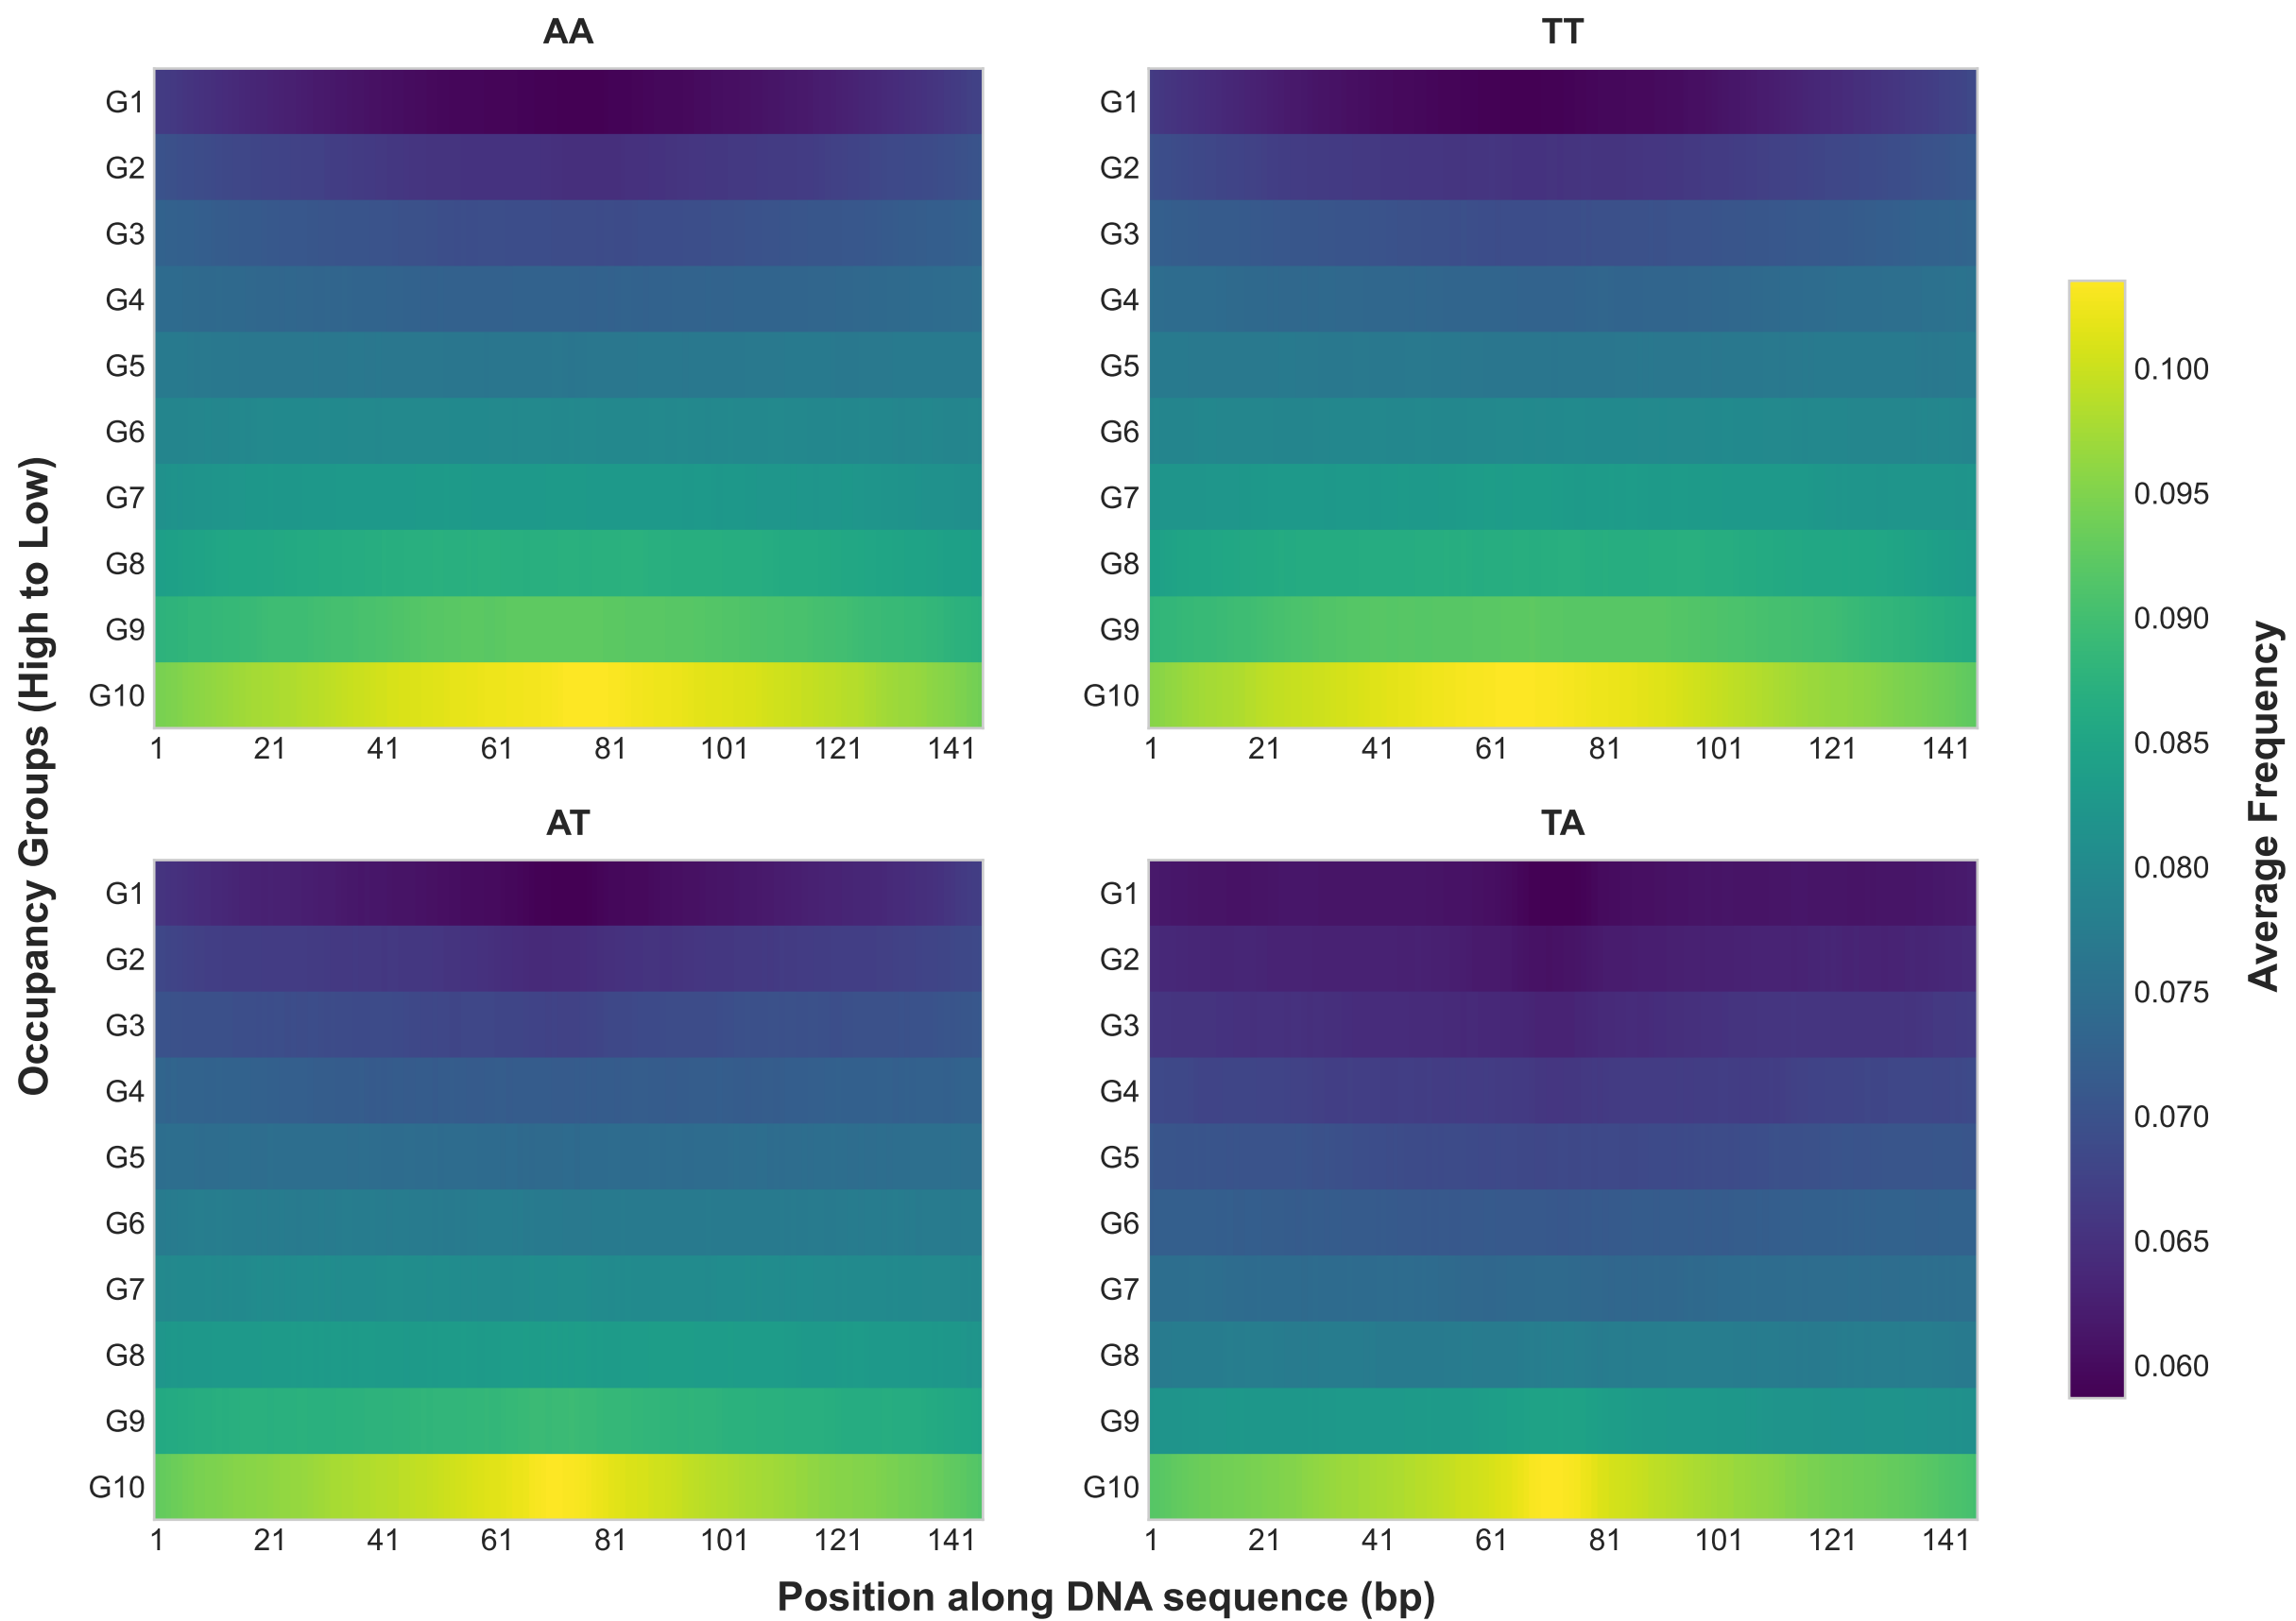 AA
G1
G2
G3
G4
G5
G6
G7
G8
G9
G10
1 21 41 61 81 101 121 141
TT
G1
G2
G3
G4
G5
G6
G7
G8
G9
G10
1 21 41 61 81 101 121 141
AT
G1
G2
G3
G4
G5
G6
G7
G8
G9
G10
1 21 41 61 81 101 121 141
TA
G1
G2
G3
G4
G5
G6
G7
G8
G9
G10
1 21 41 61 81 101 121 141
Occupancy Groups (High to Low)
Position along DNA sequence (bp)
0.100
0.095
0.090
0.085
0.080
0.075
0.070
0.065
0.060
Average Frequency